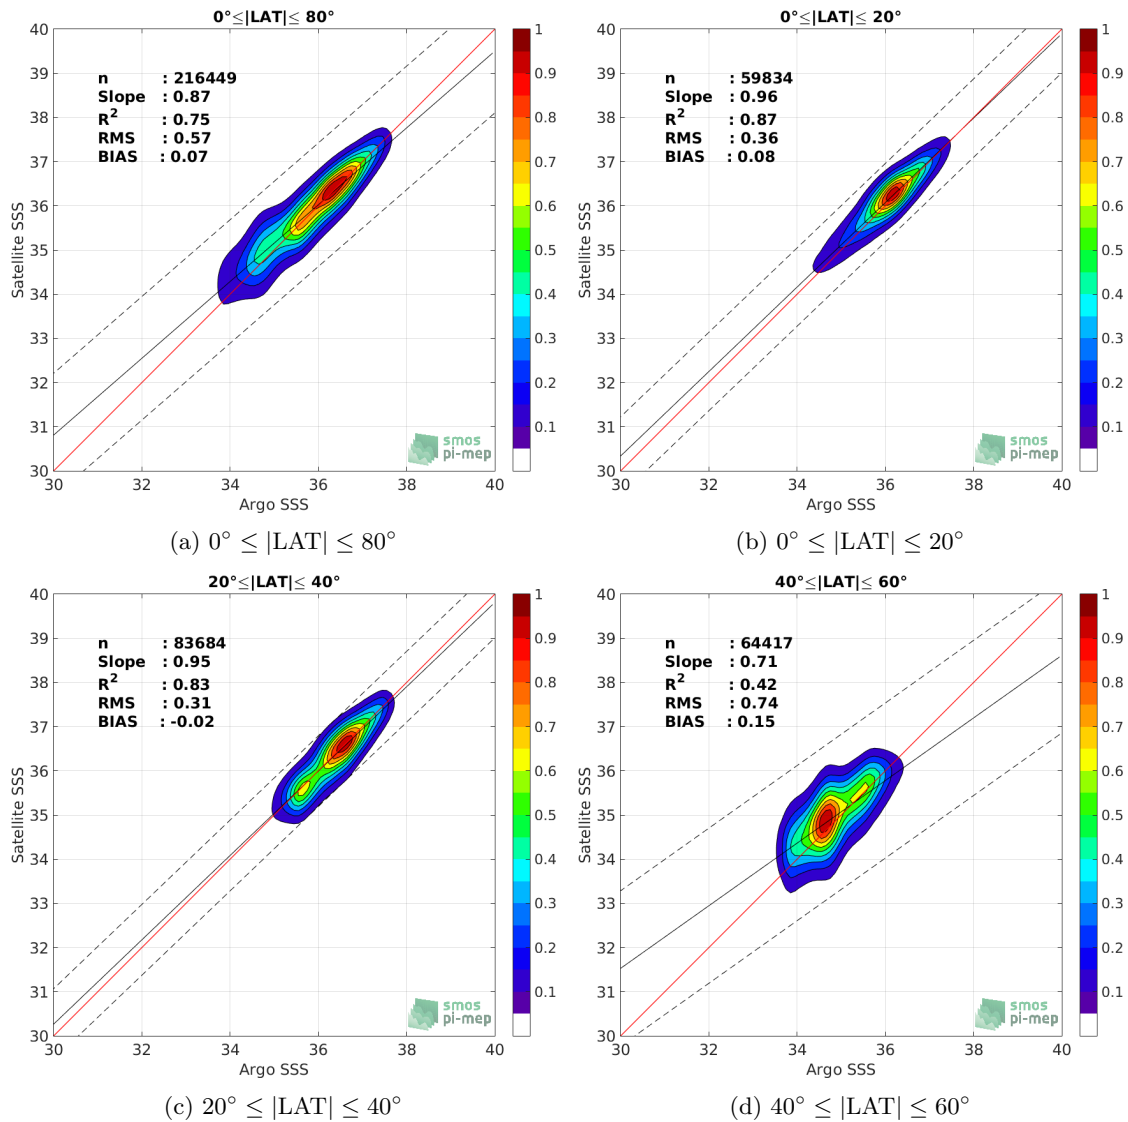 0°≤|LAT|≤ 80°
n : 216449
Slope : 0.87
R2 : 0.75
RMS : 0.57
BIAS : 0.07
40
39
38
37
36
35
34
33
32
31
30
Satellite SSS
30 32 34 36 38 40
Argo SSS
1
0.9
0.8
0.7
0.6
0.5
0.4
0.3
0.2
0.1
smos
pi-mep
(a) 0° ≤ |LAT| ≤ 80°
0°≤|LAT|≤ 20°
n : 59834
Slope : 0.96
R2 : 0.87
RMS : 0.36
BIAS : 0.08
40
39
38
37
36
35
34
33
32
31
30
Satellite SSS
30 32 34 36 38 40
Argo SSS
1
0.9
0.8
0.7
0.6
0.5
0.4
0.3
0.2
0.1
smos
pi-mep
(b) 0° ≤ |LAT| ≤ 20°
20°≤|LAT|≤ 40°
n : 83684
Slope : 0.95
R2 : 0.83
RMS : 0.31
BIAS : -0.02
40
39
38
37
36
35
34
33
32
31
30
Satellite SSS
30 32 34 36 38 40
Argo SSS
1
0.9
0.8
0.7
0.6
0.5
0.4
0.3
0.2
0.1
smos
pi-mep
(c) 20° ≤ |LAT| ≤ 40°
40°≤|LAT|≤ 60°
n : 64417
Slope : 0.71
R2 : 0.42
RMS : 0.74
BIAS : 0.15
40
39
38
37
36
35
34
33
32
31
30
Satellite SSS
30 32 34 36 38 40
Argo SSS
1
0.9
0.8
0.7
0.6
0.5
0.4
0.3
0.2
0.1
smos
pi-mep
(d) 40° ≤ |LAT| ≤ 60°